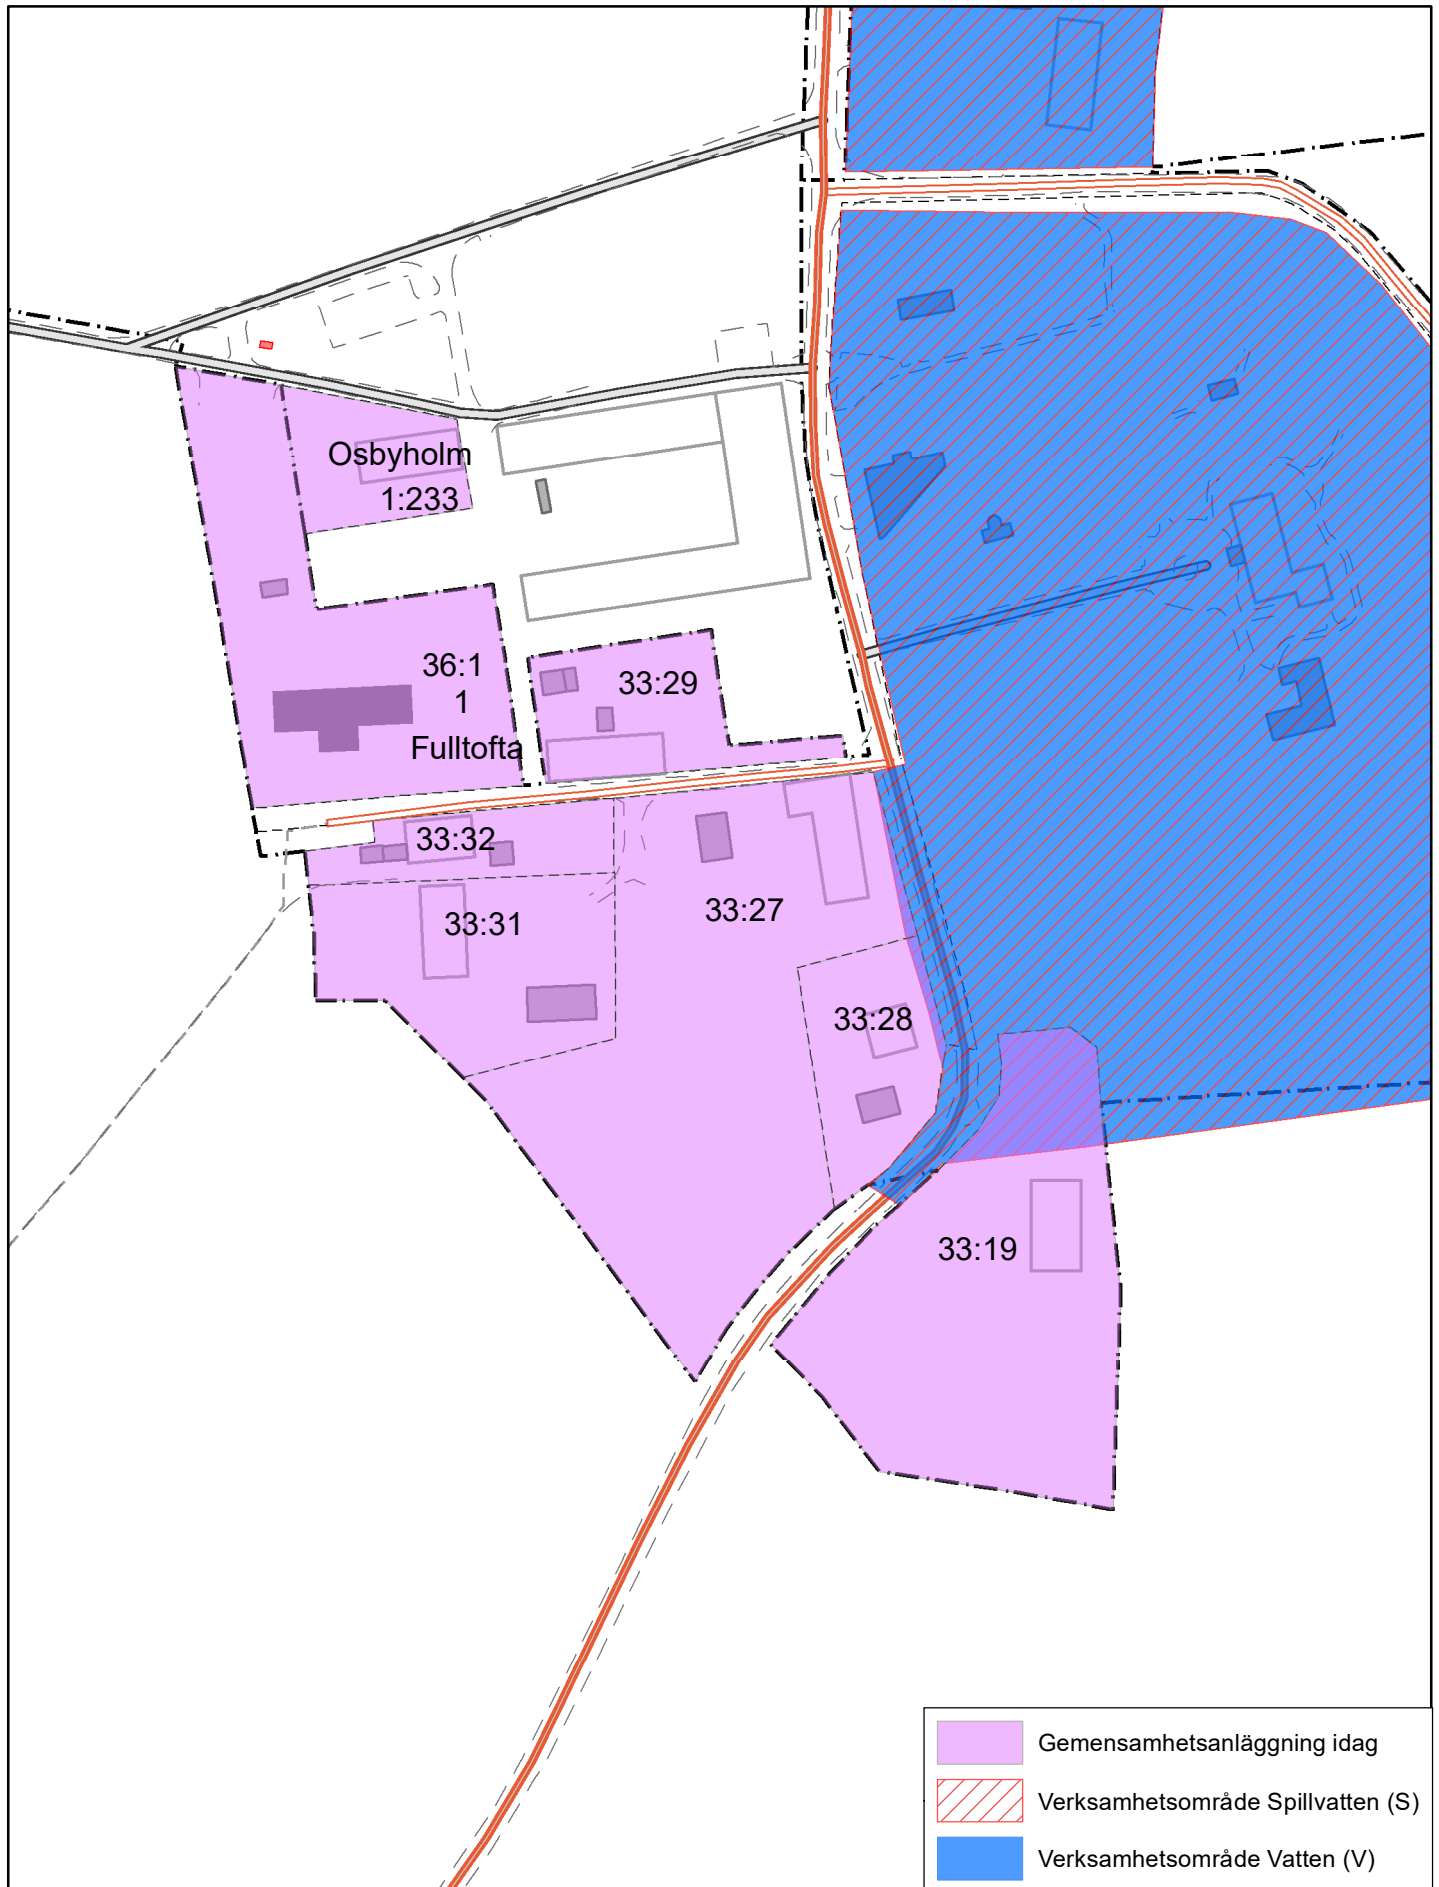 Osbyholm
1:233
36:1
1
Fulltofta
33:29
33:32
33:31
33:27
33:28
33:19
Gemensamhetsanläggning idag
Verksamhetsområde Spillvatten (S)
Verksamhetsområde Vatten (V)